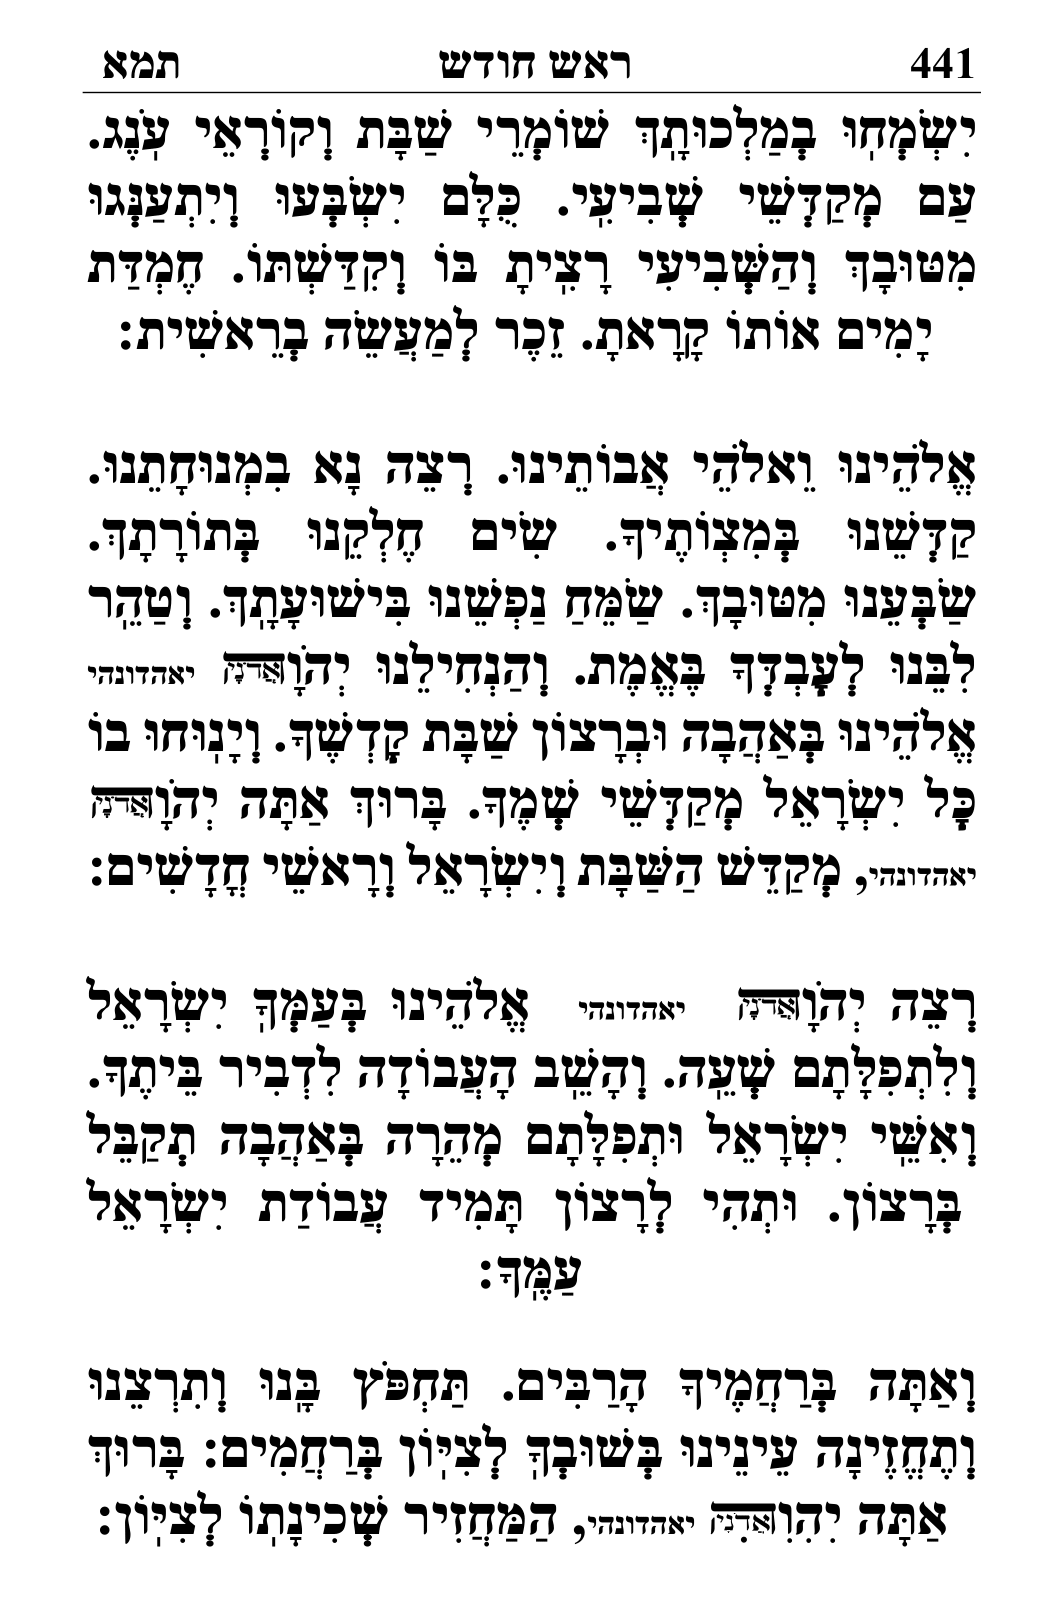 441 ראש חודש תמא
יִשְׂמְחוּ בְמַלְכוּתָךְ שׁוֹמְרֵי שַׁבָּת וְקוֹרְאֵי עֹנֶג.
עַם מְקַדְּשֵׁי שְׁבִיעִי. כֻּלָּם יִשְׂבְּעוּ וְיִתְעַנְּגוּ
מִטּוּבָךְ וְהַשְּׁבִיעִי רָצִיתָ בּוֹ וְקִדַּשְׁתּוֹ. חֶמְדַּת
יָמִים אוֹתוֹ קָרָאתָ. זֵכֶר לְמַעֲשֵׂה בְרֵאשִׁית:
אֱלֹהֵינוּ וֵאלֹהֵי אֲבוֹתֵינוּ. רְצֵה נָא בִמְנוּחָתֵנוּ.
קַדְּשֵׁנוּ בְּמִצְוֹתֶיךָ. שִׂים חֶלְקֵנוּ בְּתוֹרָתָךְ.
שַׂבְּעֵנוּ מִטּוּבָךְ. שַׂמֵּחַ נַפְשֵׁנוּ בִּישׁוּעָתָךְ. וְטַהֵר
לִבֵּנוּ לְעָבְדְּךָ בֶּאֱמֶת. וְהַנְחִילֵנוּ יְהֹוָאֲדֹנָיּ יאהדונהי
אֱלֹהֵינוּ בְּאַהֲבָה וּבְרָצוֹן שַׁבָּת קָדְשֶׁךָ. וְיָנוּחוּ בוֹ
כָּל יִשְׂרָאֵל מְקַדְּשֵׁי שְׁמֶךָ. בָּרוּךְ אַתָּה יְהֹוָאֲדֹנָיּ
יאהדונהי, מְקַדֵּשׁ הַשַּׁבָּת וְיִשְׂרָאֵל וְרָאשֵׁי חֳדָשִׁים:
רְצֵה יְהֹוָאֲדֹנָיּ יאהדונהי אֱלֹהֵינוּ בְּעַמְּךָ יִשְׂרָאֵל
וְלִתְפִלָּתָם שְׁעֵה. וְהָשֵׁב הָעֲבוֹדָה לִדְבִיר בֵּיתֶךָ.
וְאִשֵּׁי יִשְׂרָאֵל וּתְפִלָּתָם מְהֵרָה בְּאַהֲבָה תְקַבֵּל
בְּרָצוֹן. וּתְהִי לְרָצוֹן תָּמִיד עֲבוֹדַת יִשְׂרָאֵל
עַמֶּךָ:
וְאַתָּה בְּרַחֲמֶיךָ הָרַבִּים. תַּחְפֹּץ בָּנוּ וְתִרְצֵנוּ
וְתֶחֱזֶינָה עֵינֵינוּ בְּשׁוּבְךָ לְצִיּוֹן בְּרַחֲמִים: בָּרוּךְ
אַתָּה יִהִוִאֲדֹנָיּ יאהדונהי, הַמַּחֲזִיר שְׁכִינָתוֹ לְצִיּוֹן: